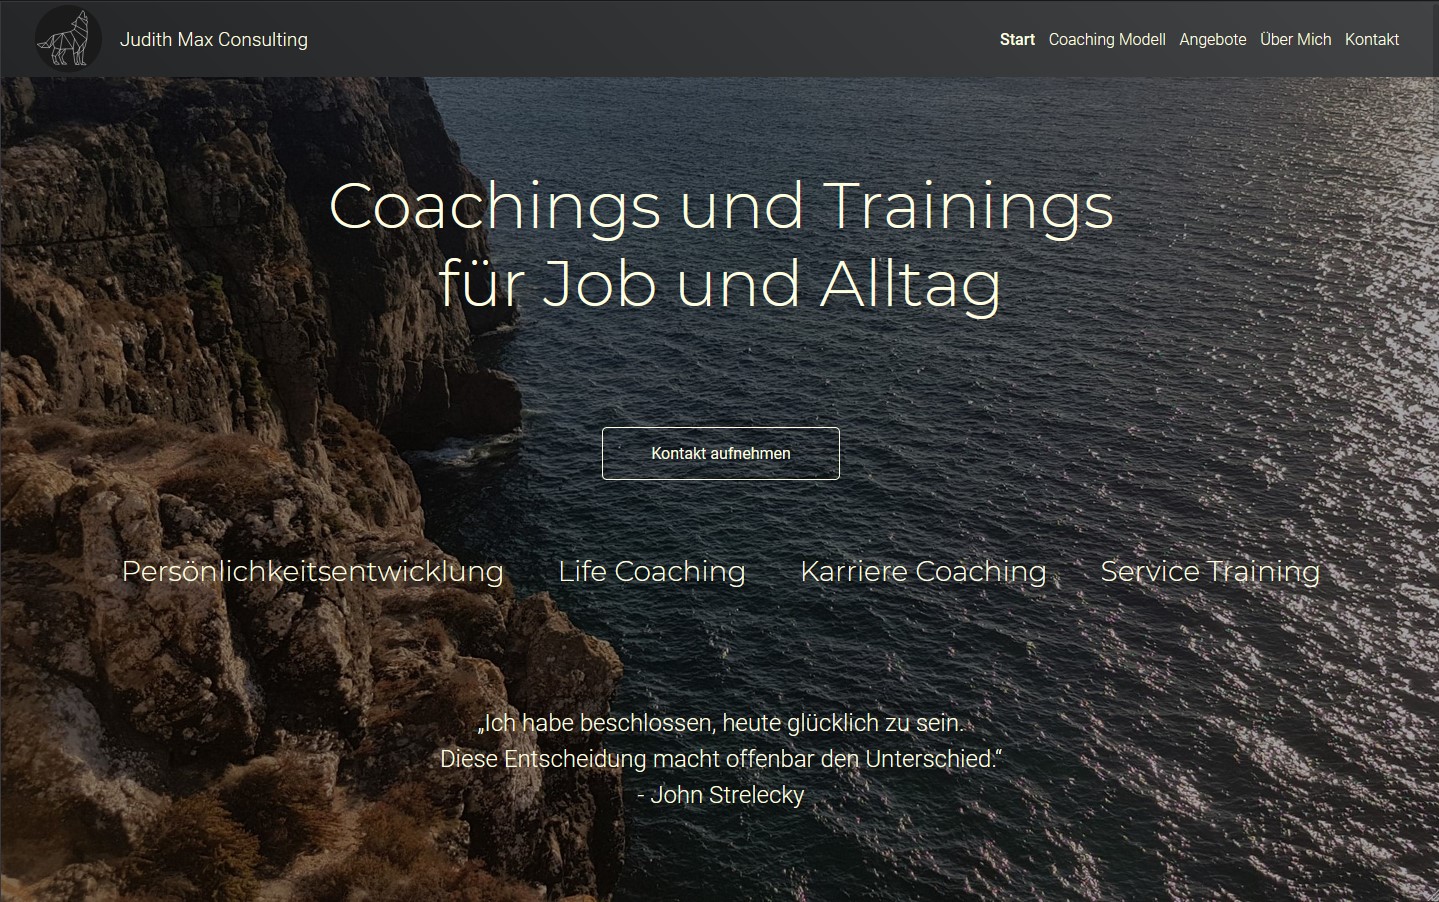 Judith Max Consulting
Start Coaching Modell Angebote Über Mich Kontakt
Coachings und Trainings
für Job und Alltag
Kontakt aufnehmen
Persönlichkeitsentwicklung Life Coaching Karriere Coaching Service Training
„Ich habe beschlossen, heute glücklich zu sein.
Diese Entscheidung macht offenbar den Unterschied.“
- John Strelecky